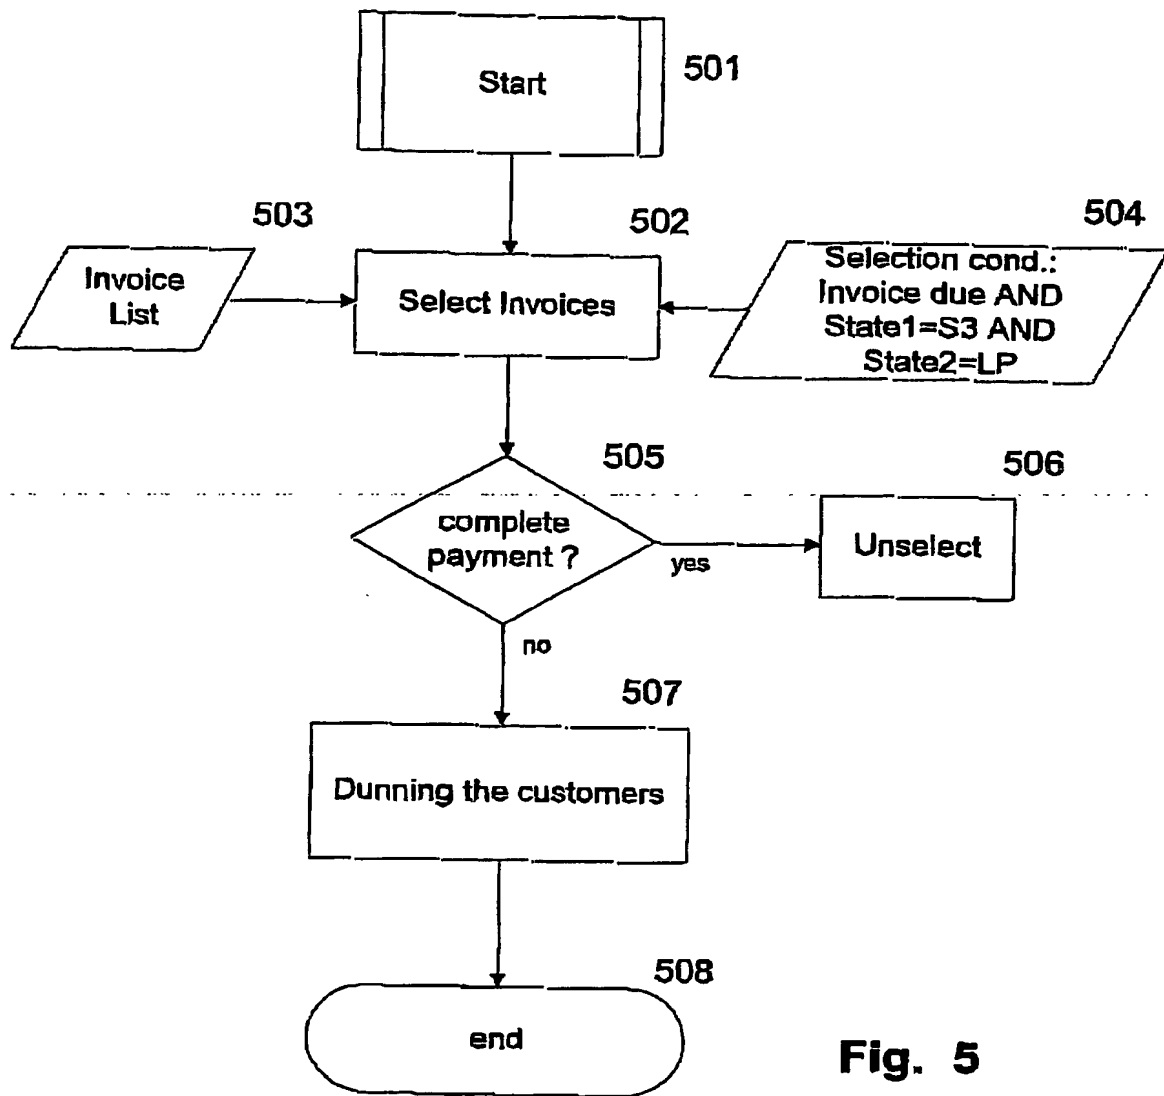 Start
501
503
502
504
Invoice
List
Select Invoices
Selection cond.:
Invoice due AND
State1=S3 AND
State2=LP
505
506
complete
payment ?
yes
Unselect
no
507
Dunning the customers
508
end
Fig. 5